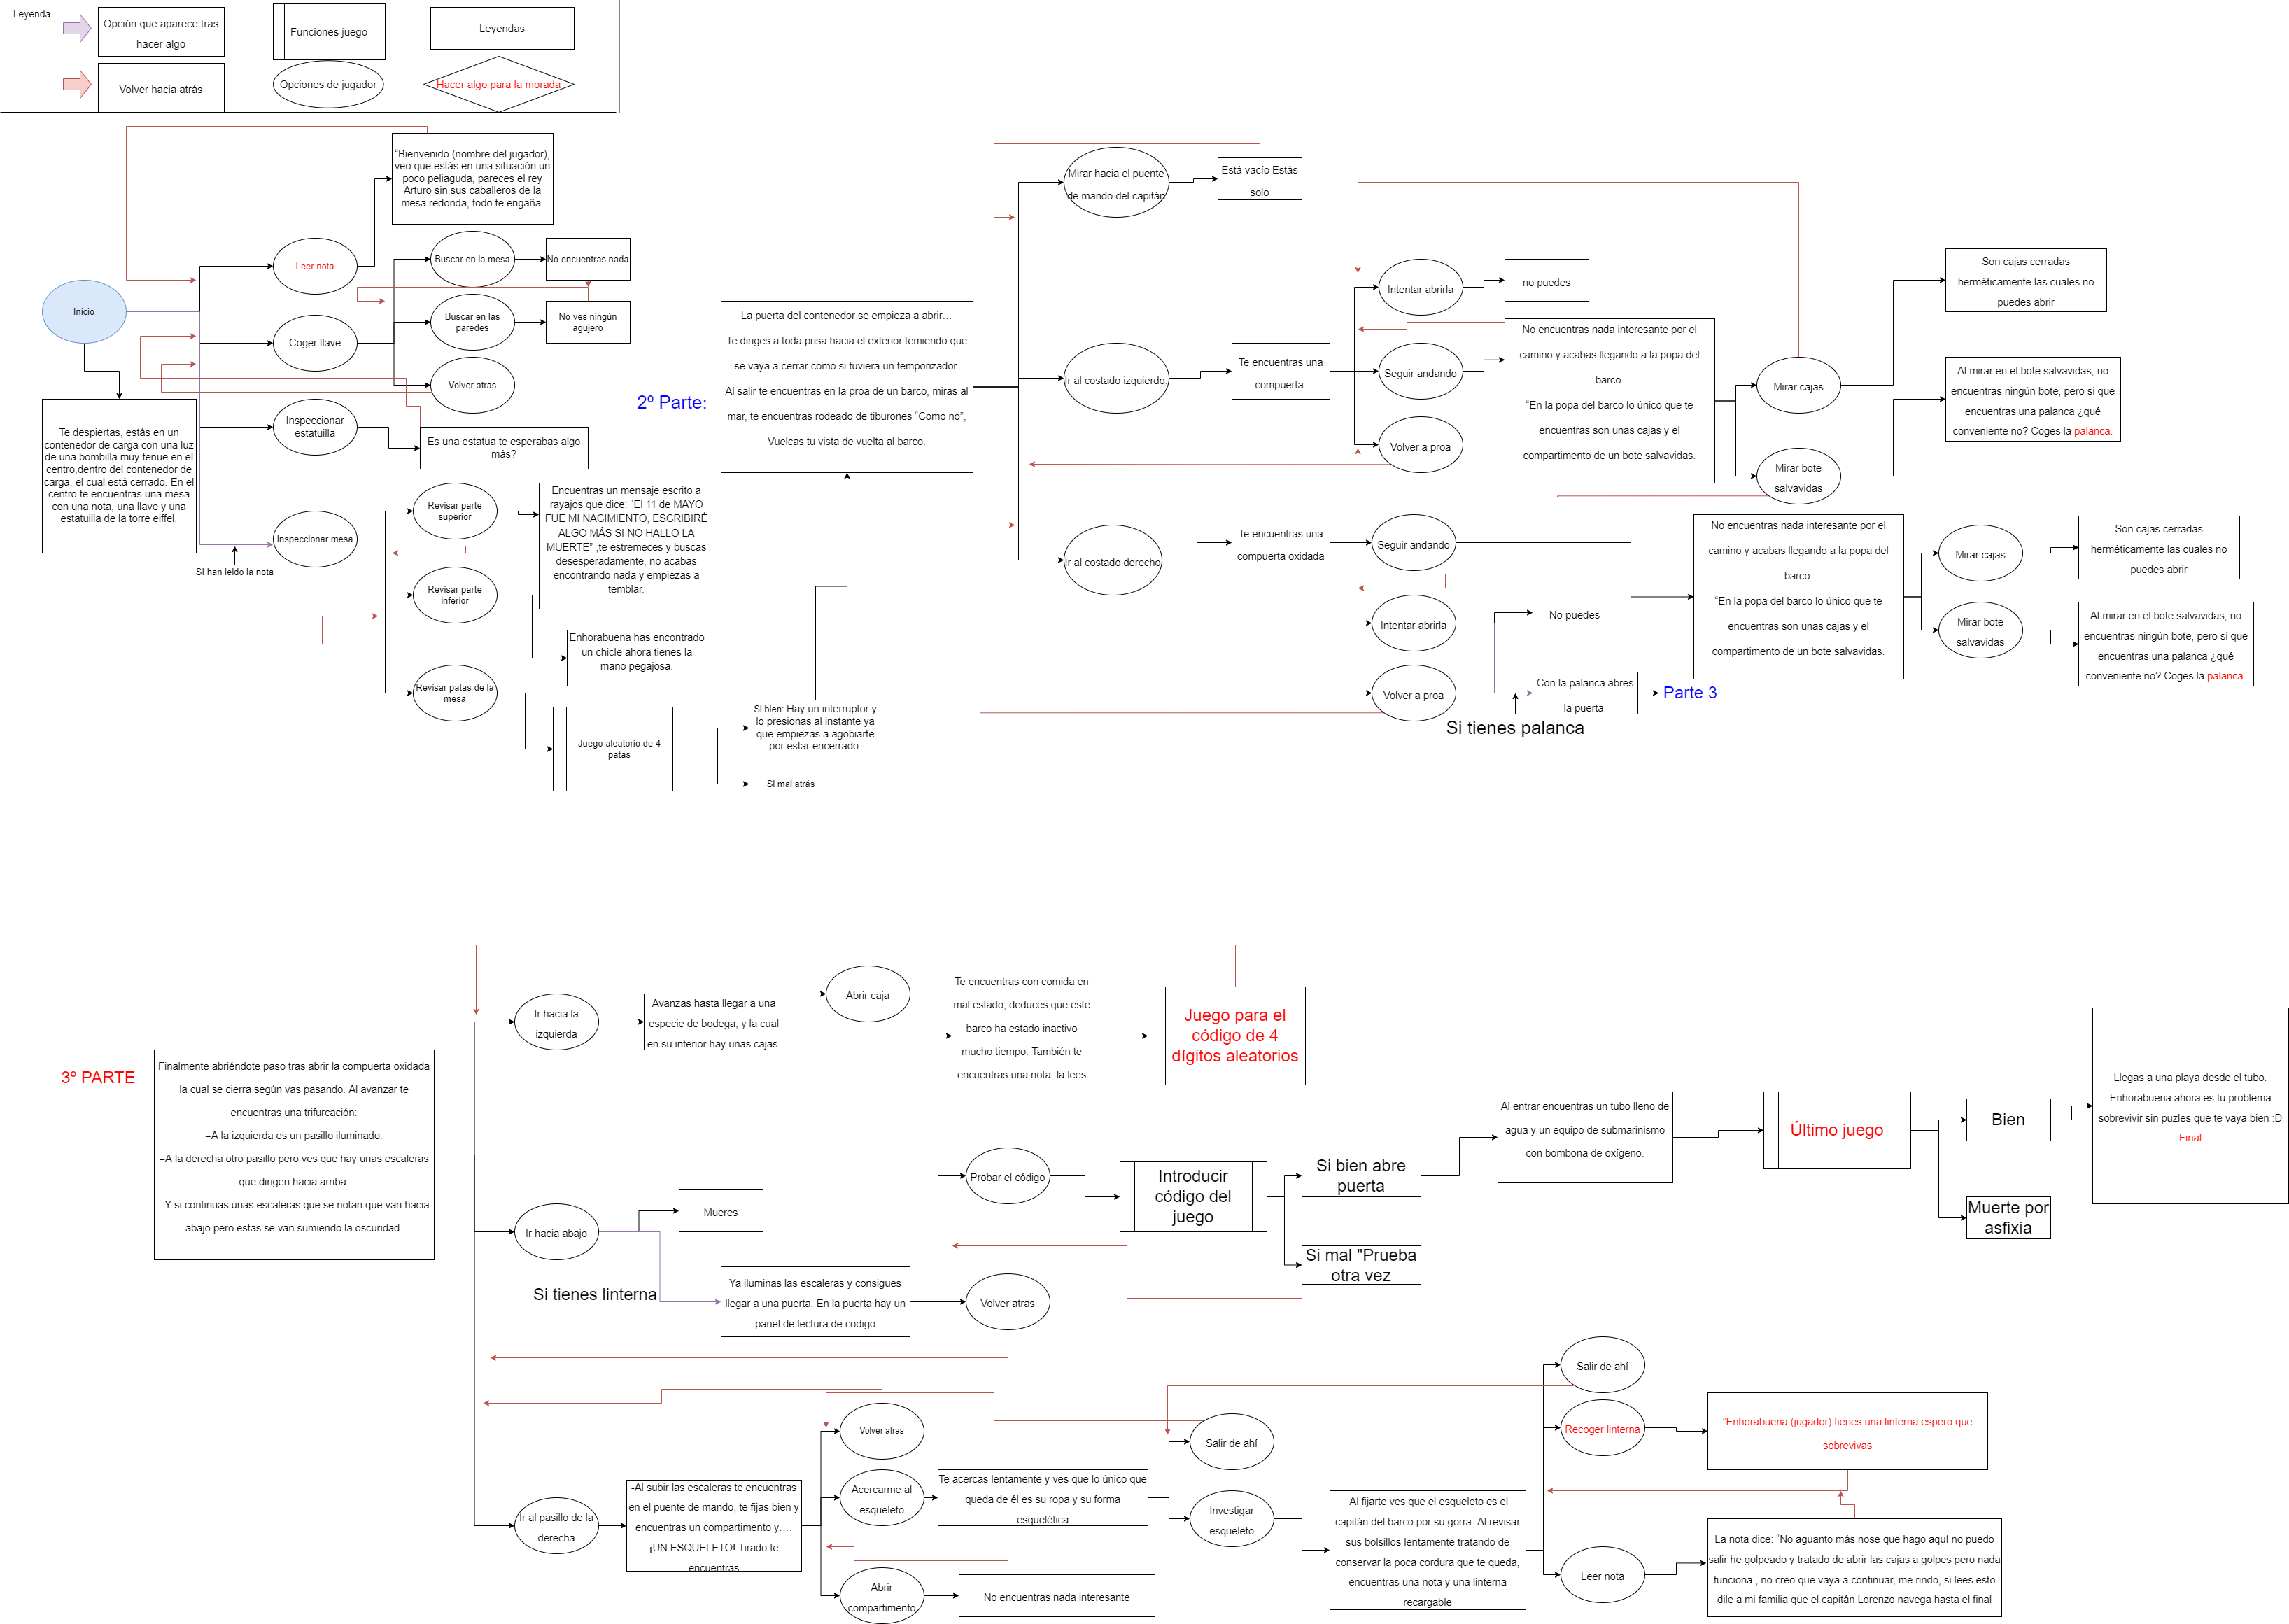 Leyenda
Opción que aparece tras
hacer algo
Funciones juego
Leyendas
Volver hacia atrás
Opciones de jugador
Hacer algo para la morada
“Bienvenido (nombre del jugador),
veo que estás en una situación un
poco peliaguda, pareces el rey
Arturo sin sus caballeros de la
mesa redonda, todo te engaña.
Inicio
Leer nota
Buscar en la mesa
No encuentras nada
Coger llave
Buscar en las
paredes
No ves ningún
agujero
Volver atras
Te despiertas, estás en un
contenedor de carga con una luz
de una bombilla muy tenue en el
centro,dentro del contenedor de
carga, el cual está cerrado. En el
centro te encuentras una mesa
con una nota, una llave y una
estatuilla de la torre eiffel.
Inspeccionar
estatuilla
Es una estatua te esperabas algo
más?
SI han leido la nota
Inspeccionar mesa
Revisar parte
superior
Encuentras un mensaje escrito a
rayajos que dice: “El 11 de MAYO
FUE MI NACIMIENTO, ESCRIBIRÉ
ALGO MÁS SI NO HALLO LA
MUERTE” ,te estremeces y buscas
desesperadamente, no acabas
encontrando nada y empiezas a
temblar.
Revisar parte
inferior
Enhorabuena has encontrado
un chicle ahora tienes la
mano pegajosa.
Revisar patas de la
mesa
Juego aleatorio de 4
patas
Si bien: Hay un interruptor y
lo presionas al instante ya
que empiezas a agobiarte
por estar encerrado.
Si mal atrás
2º Parte:
La puerta del contenedor se empieza a abrir…
Te diriges a toda prisa hacia el exterior temiendo que
se vaya a cerrar como si tuviera un temporizador.
Al salir te encuentras en la proa de un barco, miras al
mar, te encuentras rodeado de tiburones “Como no”,
Vuelcas tu vista de vuelta al barco.
Mirar hacia el puente
de mando del capitán
Está vacío Estás
solo
Ir al costado izquierdo:
Te encuentras una
compuerta.
Intentar abrirla
no puedes
Seguir andando
No encuentras nada interesante por el
camino y acabas llegando a la popa del
barco.
“En la popa del barco lo único que te
encuentras son unas cajas y el
compartimento de un bote salvavidas.
Volver a proa
Mirar cajas
Son cajas cerradas
herméticamente las cuales no
puedes abrir
Mirar bote
salvavidas
Al mirar en el bote salvavidas, no
encuentras ningún bote, pero si que
encuentras una palanca ¿qué
conveniente no? Coges la palanca.
Ir al costado derecho
Te encuentras una
compuerta oxidada
Seguir andando
No encuentras nada interesante por el
camino y acabas llegando a la popa del
barco.
“En la popa del barco lo único que te
encuentras son unas cajas y el
compartimento de un bote salvavidas.
Mirar cajas
Son cajas cerradas
herméticamente las cuales no
puedes abrir
Mirar bote
salvavidas
Al mirar en el bote salvavidas, no
encuentras ningún bote, pero si que
encuentras una palanca ¿qué
conveniente no? Coges la palanca.
Intentar abrirla
No puedes
Con la palanca abres
la puerta
Parte 3
Volver a proa
Si tienes palanca
3º PARTE
Finalmente abriéndote paso tras abrir la compuerta oxidada
la cual se cierra según vas pasando. Al avanzar te
encuentras una trifurcación:
=A la izquierda es un pasillo iluminado.
=A la derecha otro pasillo pero ves que hay unas escaleras
que dirigen hacia arriba.
=Y si continuas unas escaleras que se notan que van hacia
abajo pero estas se van sumiendo la oscuridad.
Ir hacia la
izquierda
Avanzas hasta llegar a una
especie de bodega, y la cual
en su interior hay unas cajas.
Abrir caja
Te encuentras con comida en
mal estado, deduces que este
barco ha estado inactivo
mucho tiempo. También te
encuentras una nota. la lees
Juego para el
código de 4
dígitos aleatorios
Ir hacia abajo
Mueres
Si tienes linterna
Ya iluminas las escaleras y consigues
llegar a una puerta. En la puerta hay un
panel de lectura de codigo
Probar el código
Introducir
código del
juego
Si bien abre
puerta
Si mal "Prueba
otra vez
Volver atras
Al entrar encuentras un tubo lleno de
agua y un equipo de submarinismo
con bombona de oxígeno.
Último juego
Bien
Muerte por
asfixia
Llegas a una playa desde el tubo.
Enhorabuena ahora es tu problema
sobrevivir sin puzles que te vaya bien :D
Final
Ir al pasillo de la
derecha
-Al subir las escaleras te encuentras
en el puente de mando, te fijas bien y
encuentras un compartimento y….
¡UN ESQUELETO! Tirado te
encuentras
Volver atras
Acercarme al
esqueleto
Te acercas lentamente y ves que lo único que
queda de él es su ropa y su forma
esquelética
Abrir
compartimento
No encuentras nada interesante
Salir de ahí
Investigar
esqueleto
Al fijarte ves que el esqueleto es el
capitán del barco por su gorra. Al revisar
sus bolsillos lentamente tratando de
conservar la poca cordura que te queda,
encuentras una nota y una linterna
recargable
Salir de ahí
Recoger linterna
“Enhorabuena (jugador) tienes una linterna espero que
sobrevivas
Leer nota
La nota dice: “No aguanto más nose que hago aquí no puedo
salir he golpeado y tratado de abrir las cajas a golpes pero nada
funciona , no creo que vaya a continuar, me rindo, si lees esto
dile a mi familia que el capitán Lorenzo navega hasta el final